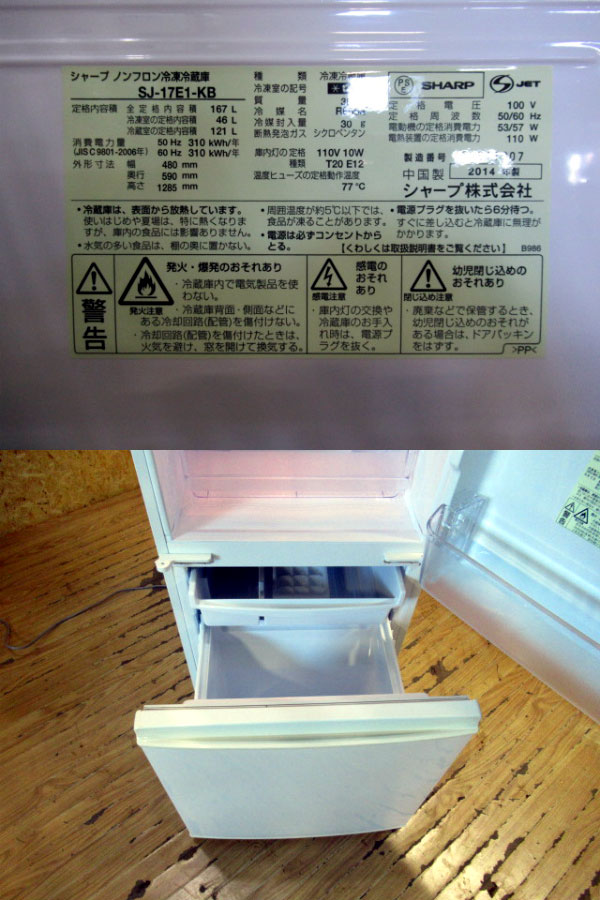 シャープ ノンフロン冷凍冷蔵庫
SJ-17E1-KB
定格内容積 全定格内容積 167 L
冷凍室の定格内容積 46 L
冷蔵室の定格内容積 121 L
消費電力量 50 Hz 310 kWh/年
(JIS C 9801-2006年) 60 Hz 310 kWh/年
外形寸法 幅 480 mm
奥行 590 mm
高さ 1285 mm
種類 冷凍冷蔵
冷凍室の記号
質量
冷媒名
冷媒封入量 30 g
断熱発泡ガス シクロペンタン
庫内灯の定格 110V 10W
種類 T20 E12
温度ヒューズの定格動作温度
77 ℃
PS
E
SHARP
JET
定格電圧 100 V
定格周波数 50/60 Hz
電動機の定格消費電力 53/57 W
電熱装置の定格消費電力 110 W
製造番号 07
中国製 2014 年製
シャープ株式会社
・冷蔵庫は、表面から放熱しています。
使いはじめや夏場は、特に熱くなりま
すが、庫内の食品には影響ありません。
・水気の多い食品は、棚の奥に置かない。
・周囲温度が約5℃以下では、
食品が凍ることがあります。
・電源は必ずコンセントから
とる。
・電源プラグを抜いたら6分待つ。
すぐに差し込むと冷蔵庫に無理が
かかります。
【くわしくは取扱説明書をご覧ください】 B986
警告
発火・爆発のおそれあり
発火注意
・冷蔵庫内で電気製品を使
わない。
・冷蔵庫背面・側面などに
ある冷却回路(配管)を傷付けない。
・冷却回路(配管)を傷付けたときは、
火気を避け、窓を開けて換気する。
感電の
おそれ
あり
感電注意
・庫内灯の交換や
冷蔵庫のお手入
れ時は、電源プ
ラグを抜く。
幼児閉じ込めの
おそれあり
閉じ込め注意
・廃棄などで保管するとき、
幼児閉じ込めのおそれが
ある場合は、ドアパッキン
をはずす。
>PP<
警告